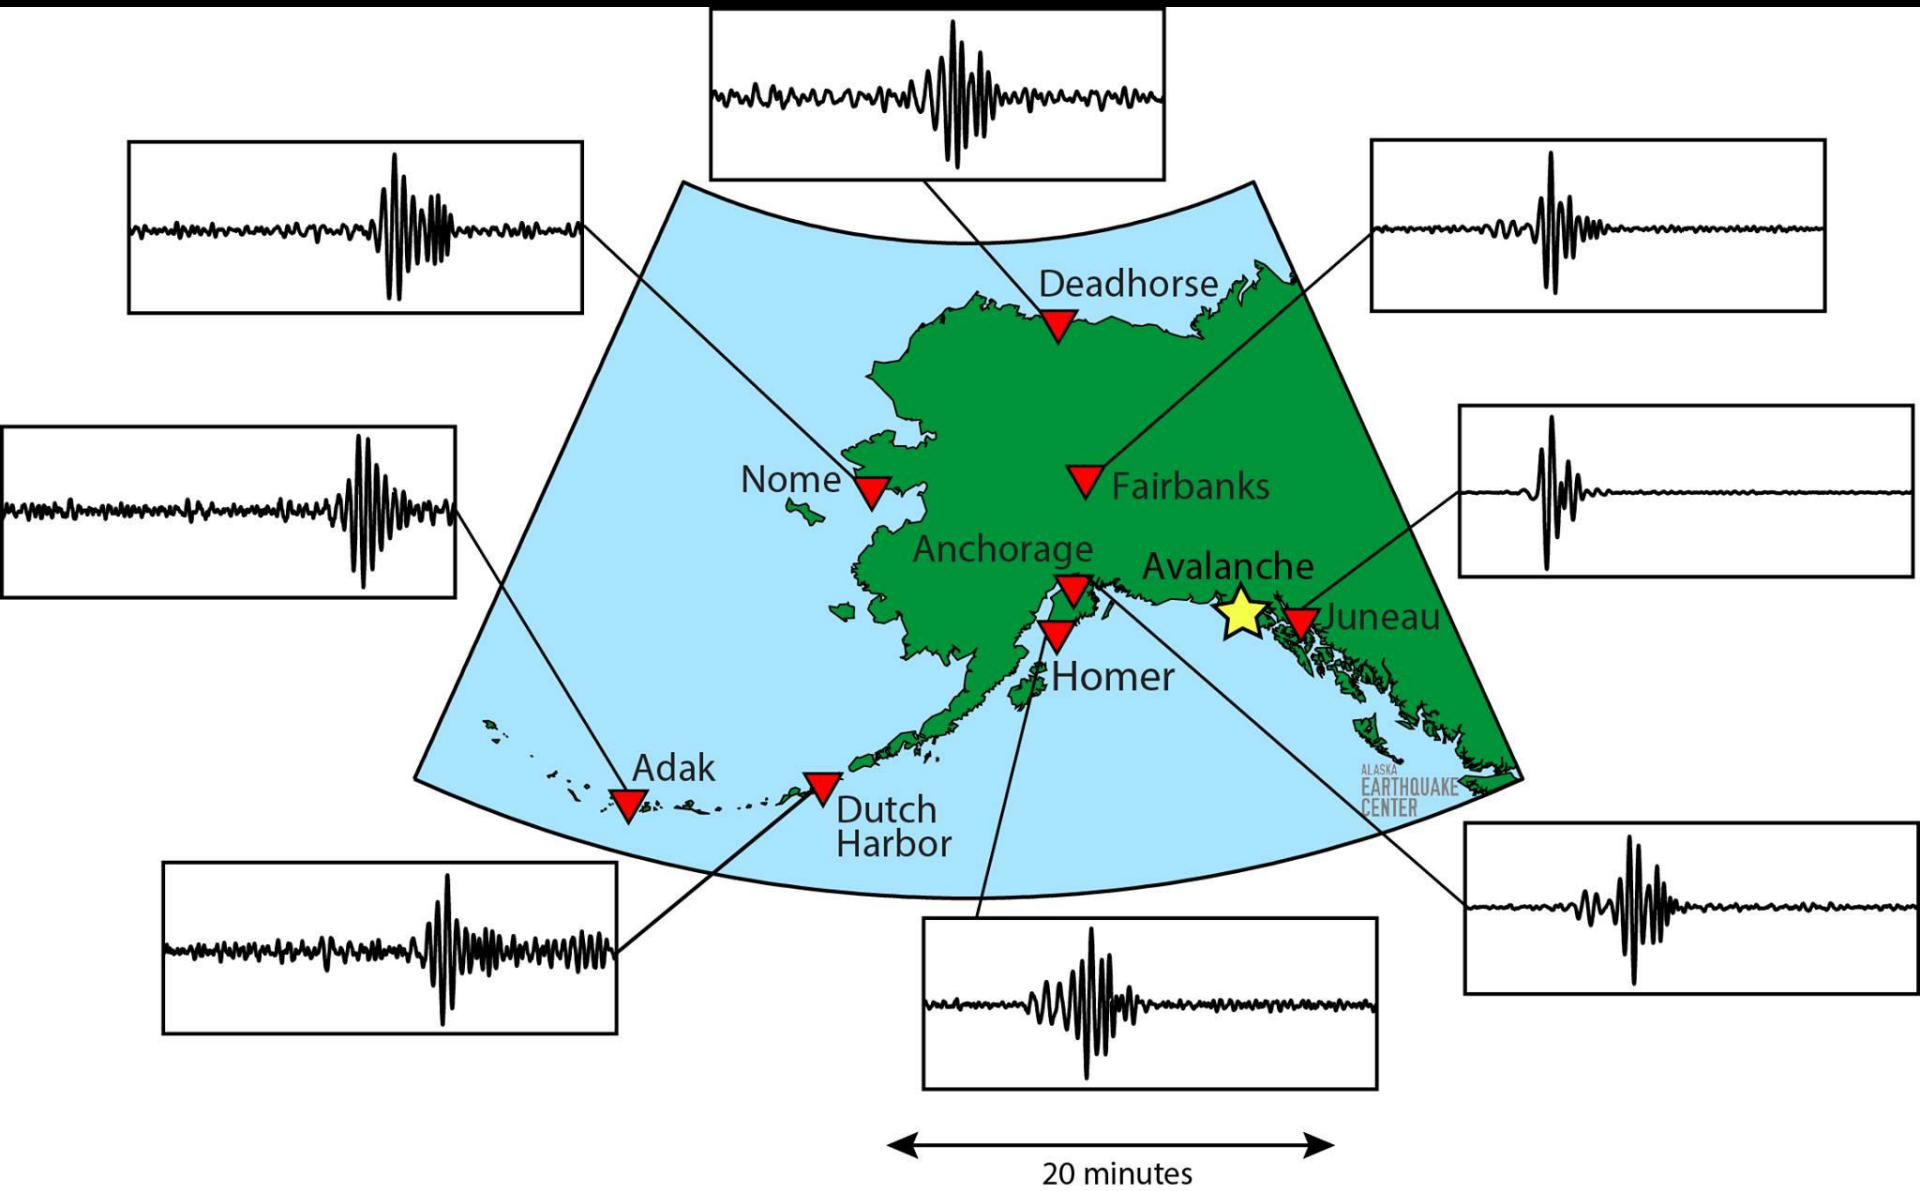 Deadhorse
Nome
Fairbanks
Anchorage
Avalanche
Juneau
Homer
Adak
Dutch
Harbor
ALASKA
EARTHQUAKE
CENTER
20 minutes